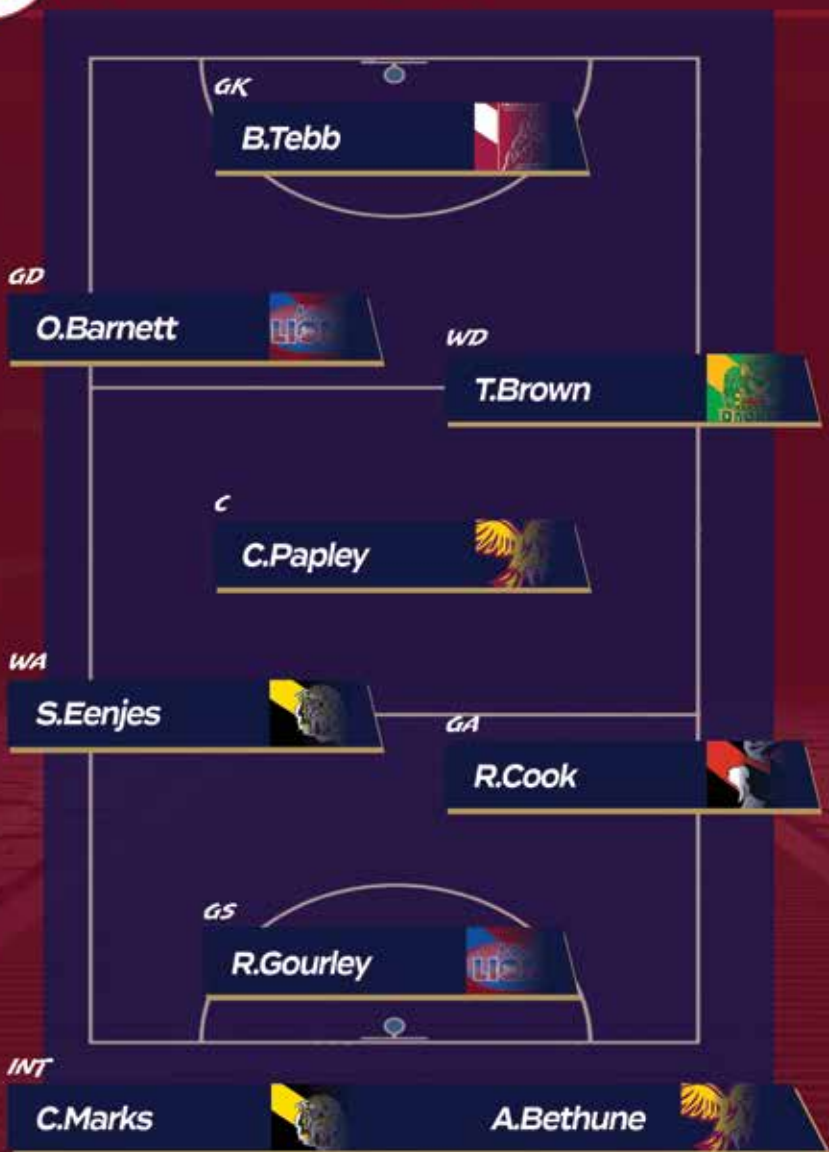 GK
B.Tebb
GD
O.Barnett
WD
T.Brown
C
C.Papley
WA
S.Eenjes
GA
R.Cook
GS
R.Gourley
INT
C.Marks A.Bethune